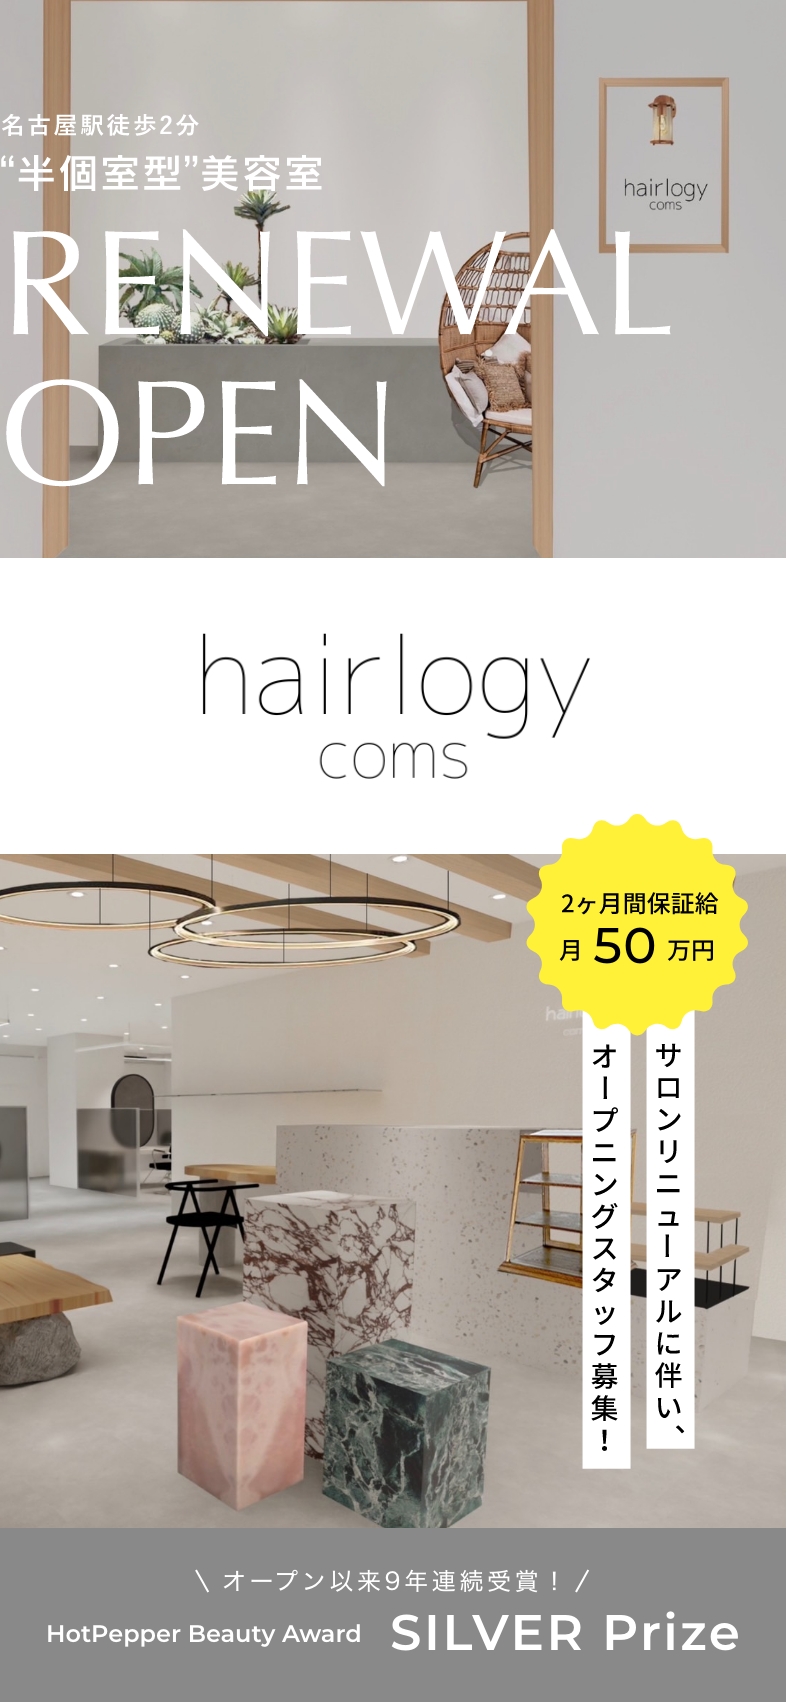 名古屋駅徒歩2分
“半個室型”美容室
hairlogy
coms
RENEWAL
OPEN
hairlogy
coms
2ヶ月間保証給
月 50 万円
サロンリニューアルに伴い、
オープニングスタッフ募集！
\ オープン以来9年連続受賞！ /
HotPepper Beauty Award SILVER Prize